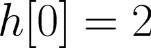 h[0] = 2